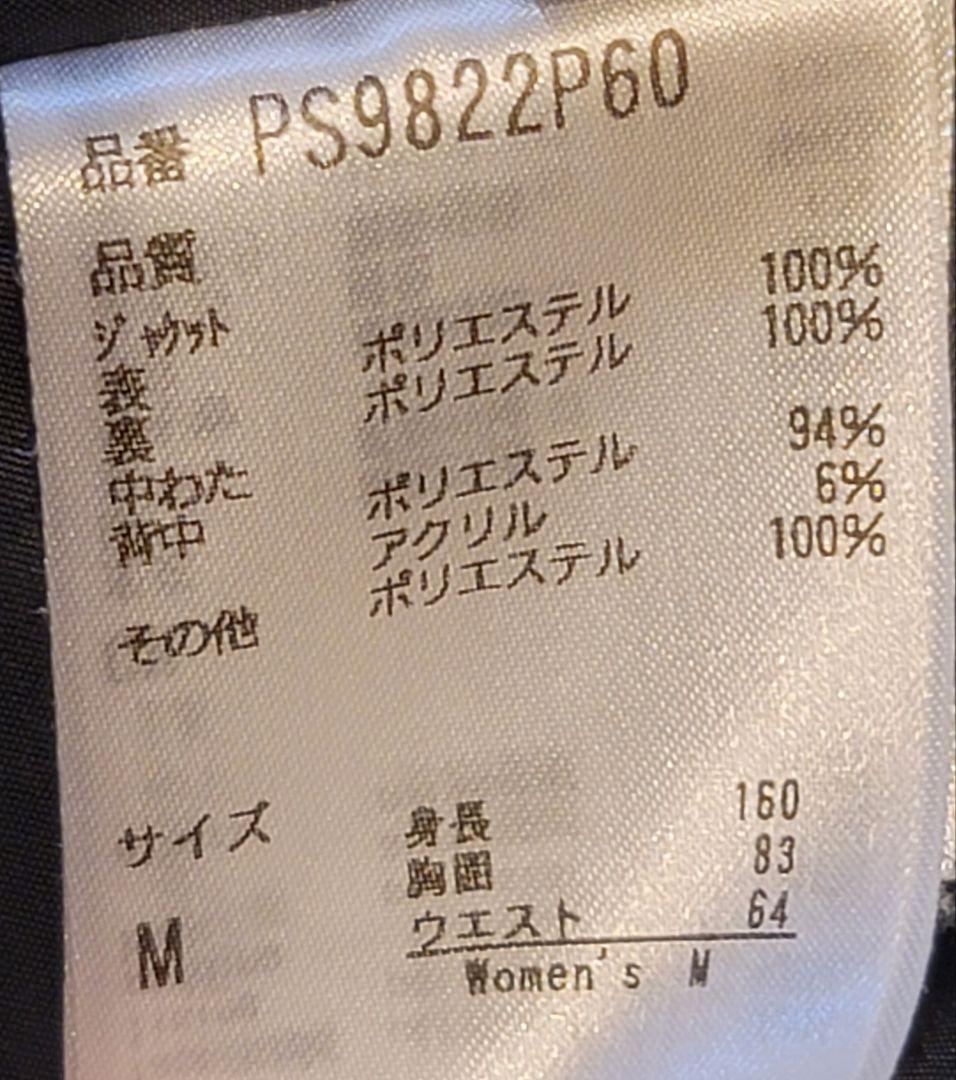 品番 PS9822P60
品質
ジャケット
表 ポリエステル 100%
裏 ポリエステル 100%
中わた
背中 ポリエステル 94%
アクリル 6%
その他 ポリエステル 100%
サイズ 身長 160
胸囲 83
M ウエスト 64
Women's M